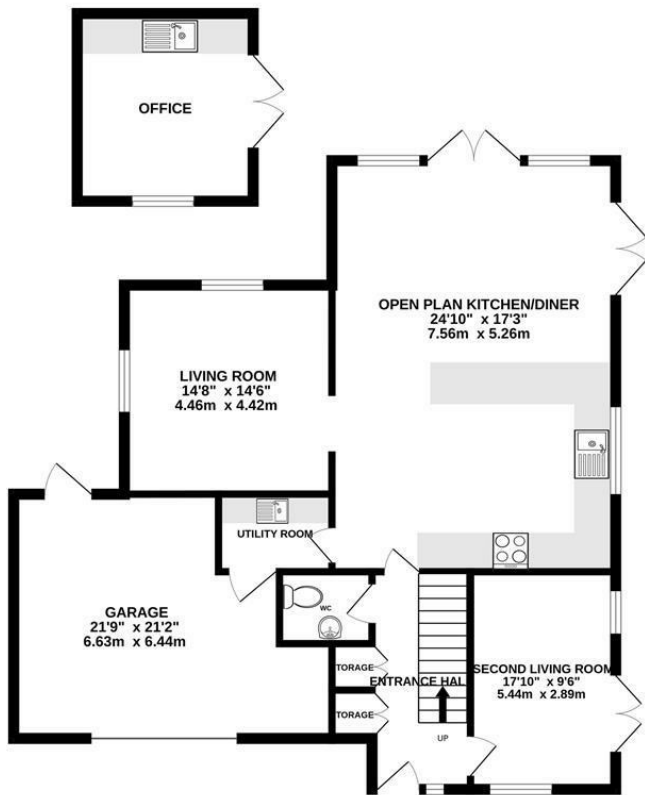 OFFICE
OPEN PLAN KITCHEN/DINER
24'10" x 17'3"
7.56m x 5.26m
LIVING ROOM
14'8" x 14'6"
4.46m x 4.42m
UTILITY ROOM
GARAGE
21'9" x 21'2"
6.63m x 6.44m
WC
TORAGE
ENTRANCE HAL
SECOND LIVING ROOM
17'10" x 9'6"
5.44m x 2.89m
TORAGE
UP